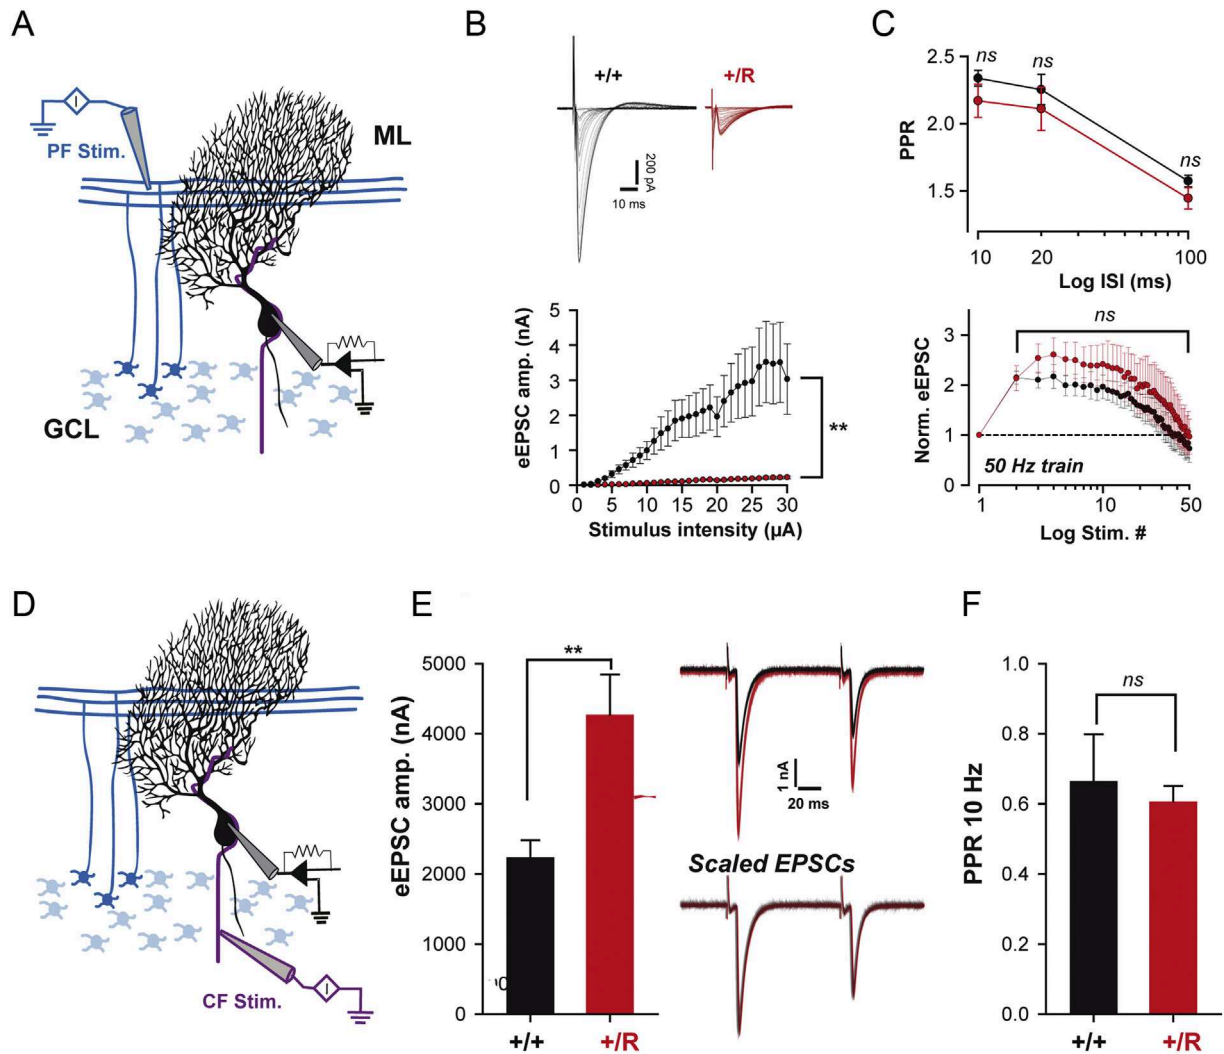 A
PF Stim.
I
ML
GCL
B
+/+
+/R
200 pA
10 ms
eEPSC amp. (nA)
5
4
3
2
1
0
**
0 5 10 15 20 25 30
Stimulus intensity (µA)
C
PPR
2.5
2.0
1.5
ns
ns
ns
10 20 100
Log ISI (ms)
Norm. eEPSC
3
2
1
0
ns
50 Hz train
1 10 50
Log Stim. #
D
I
CF Stim.
E
eEPSC amp. (nA)
5000
4000
3000
2000
1000
0
**
+/+
+/R
1 nA
20 ms
Scaled EPSCs
F
PPR 10 Hz
1.0
0.8
0.6
0.4
0.2
0.0
ns
+/+
+/R